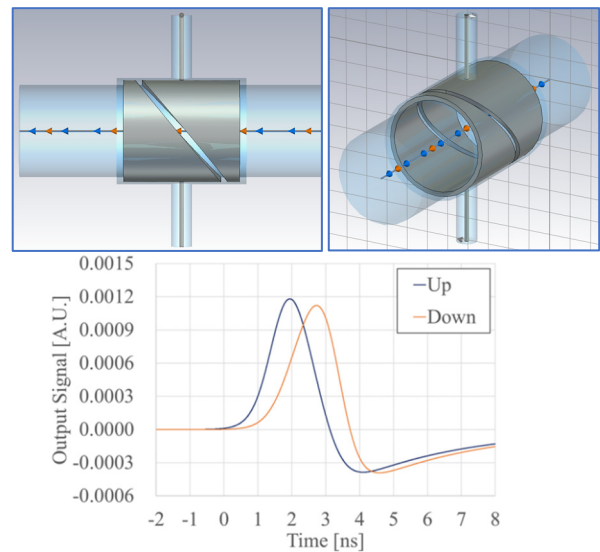 0.0015
0.0012
0.0009
0.0006
0.0003
0.0000
-0.0003
-0.0006
Output Signal [A.U.]
Up
Down
-2 -1 0 1 2 3 4 5 6 7 8
Time [ns]